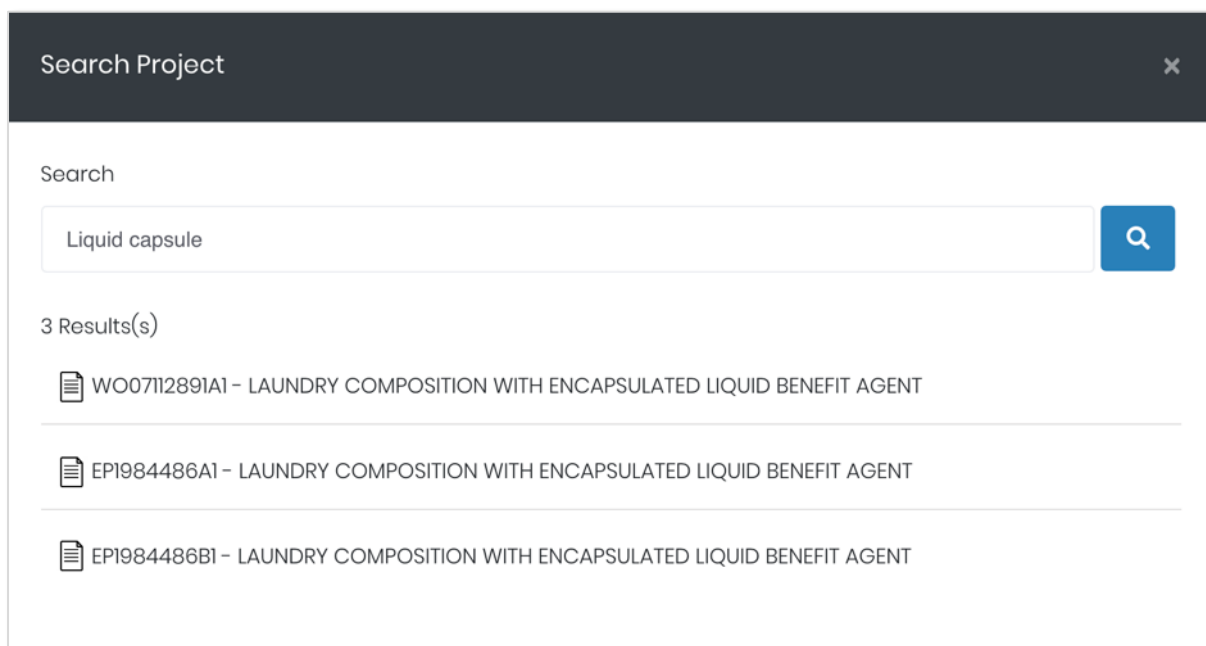 Search Project
Search
Liquid capsule
3 Results(s)
WO07112891A1 - LAUNDRY COMPOSITION WITH ENCAPSULATED LIQUID BENEFIT AGENT
EP1984486A1 - LAUNDRY COMPOSITION WITH ENCAPSULATED LIQUID BENEFIT AGENT
EP1984486B1 - LAUNDRY COMPOSITION WITH ENCAPSULATED LIQUID BENEFIT AGENT